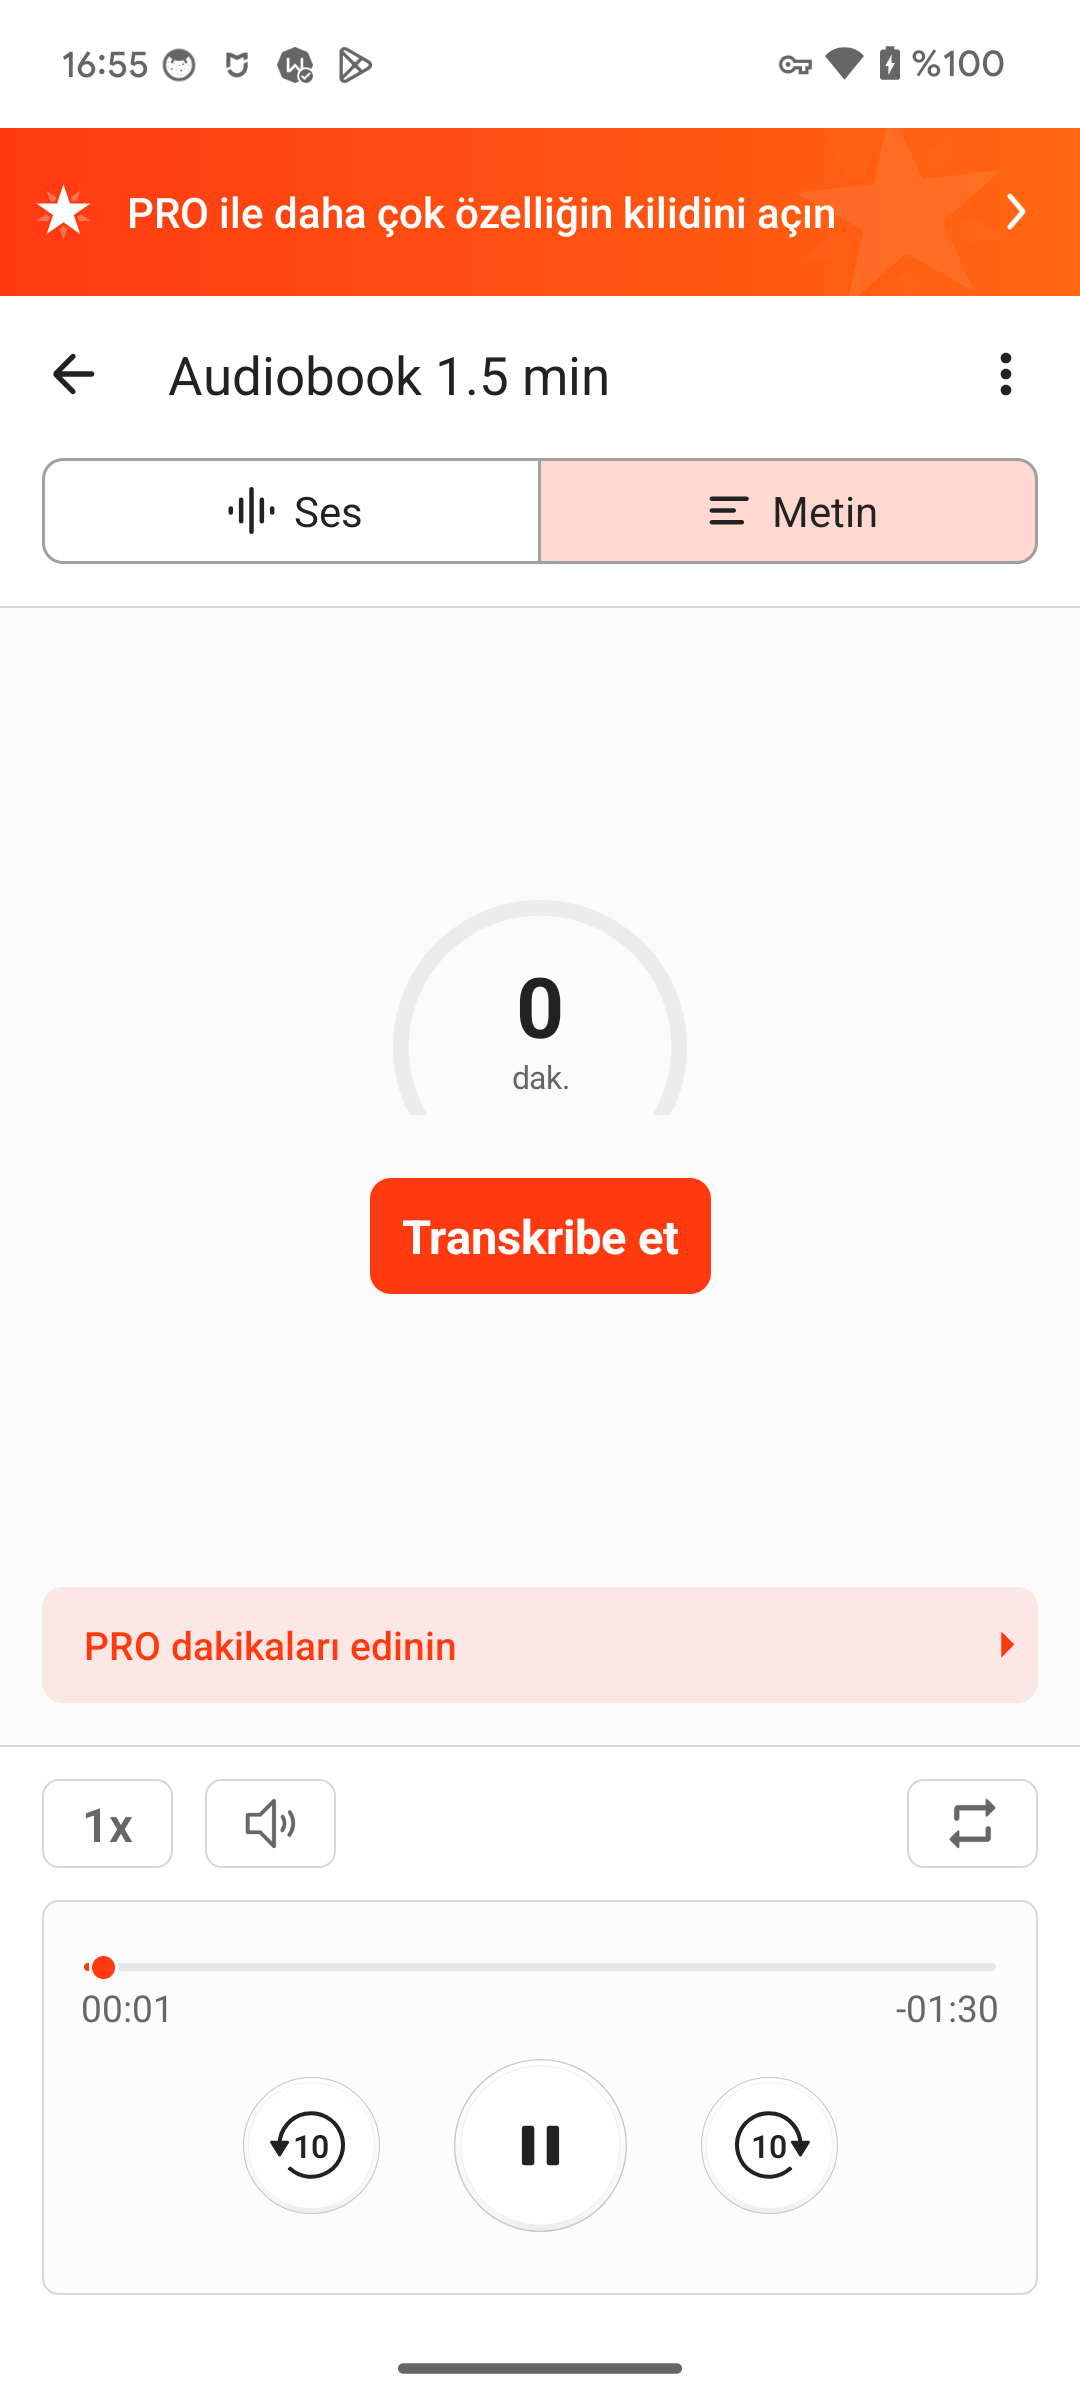 16:55
%100
PRO ile daha çok özelliğin kilidini açın
Audiobook 1.5 min
Ses
Metin
0
dak.
Transkribe et
PRO dakikaları edinin
1x
00:01
-01:30
10
10